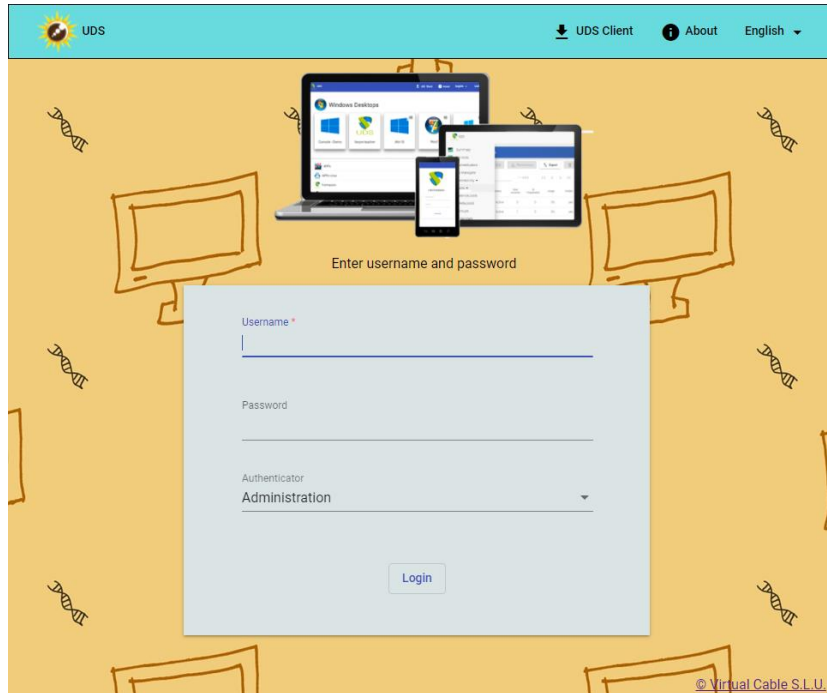 UDS
UDS Client
About
English
Windows Desktops
Enter username and password
Username *
Password
Authenticator
Administration
Login
© Virtual Cable S.L.U.